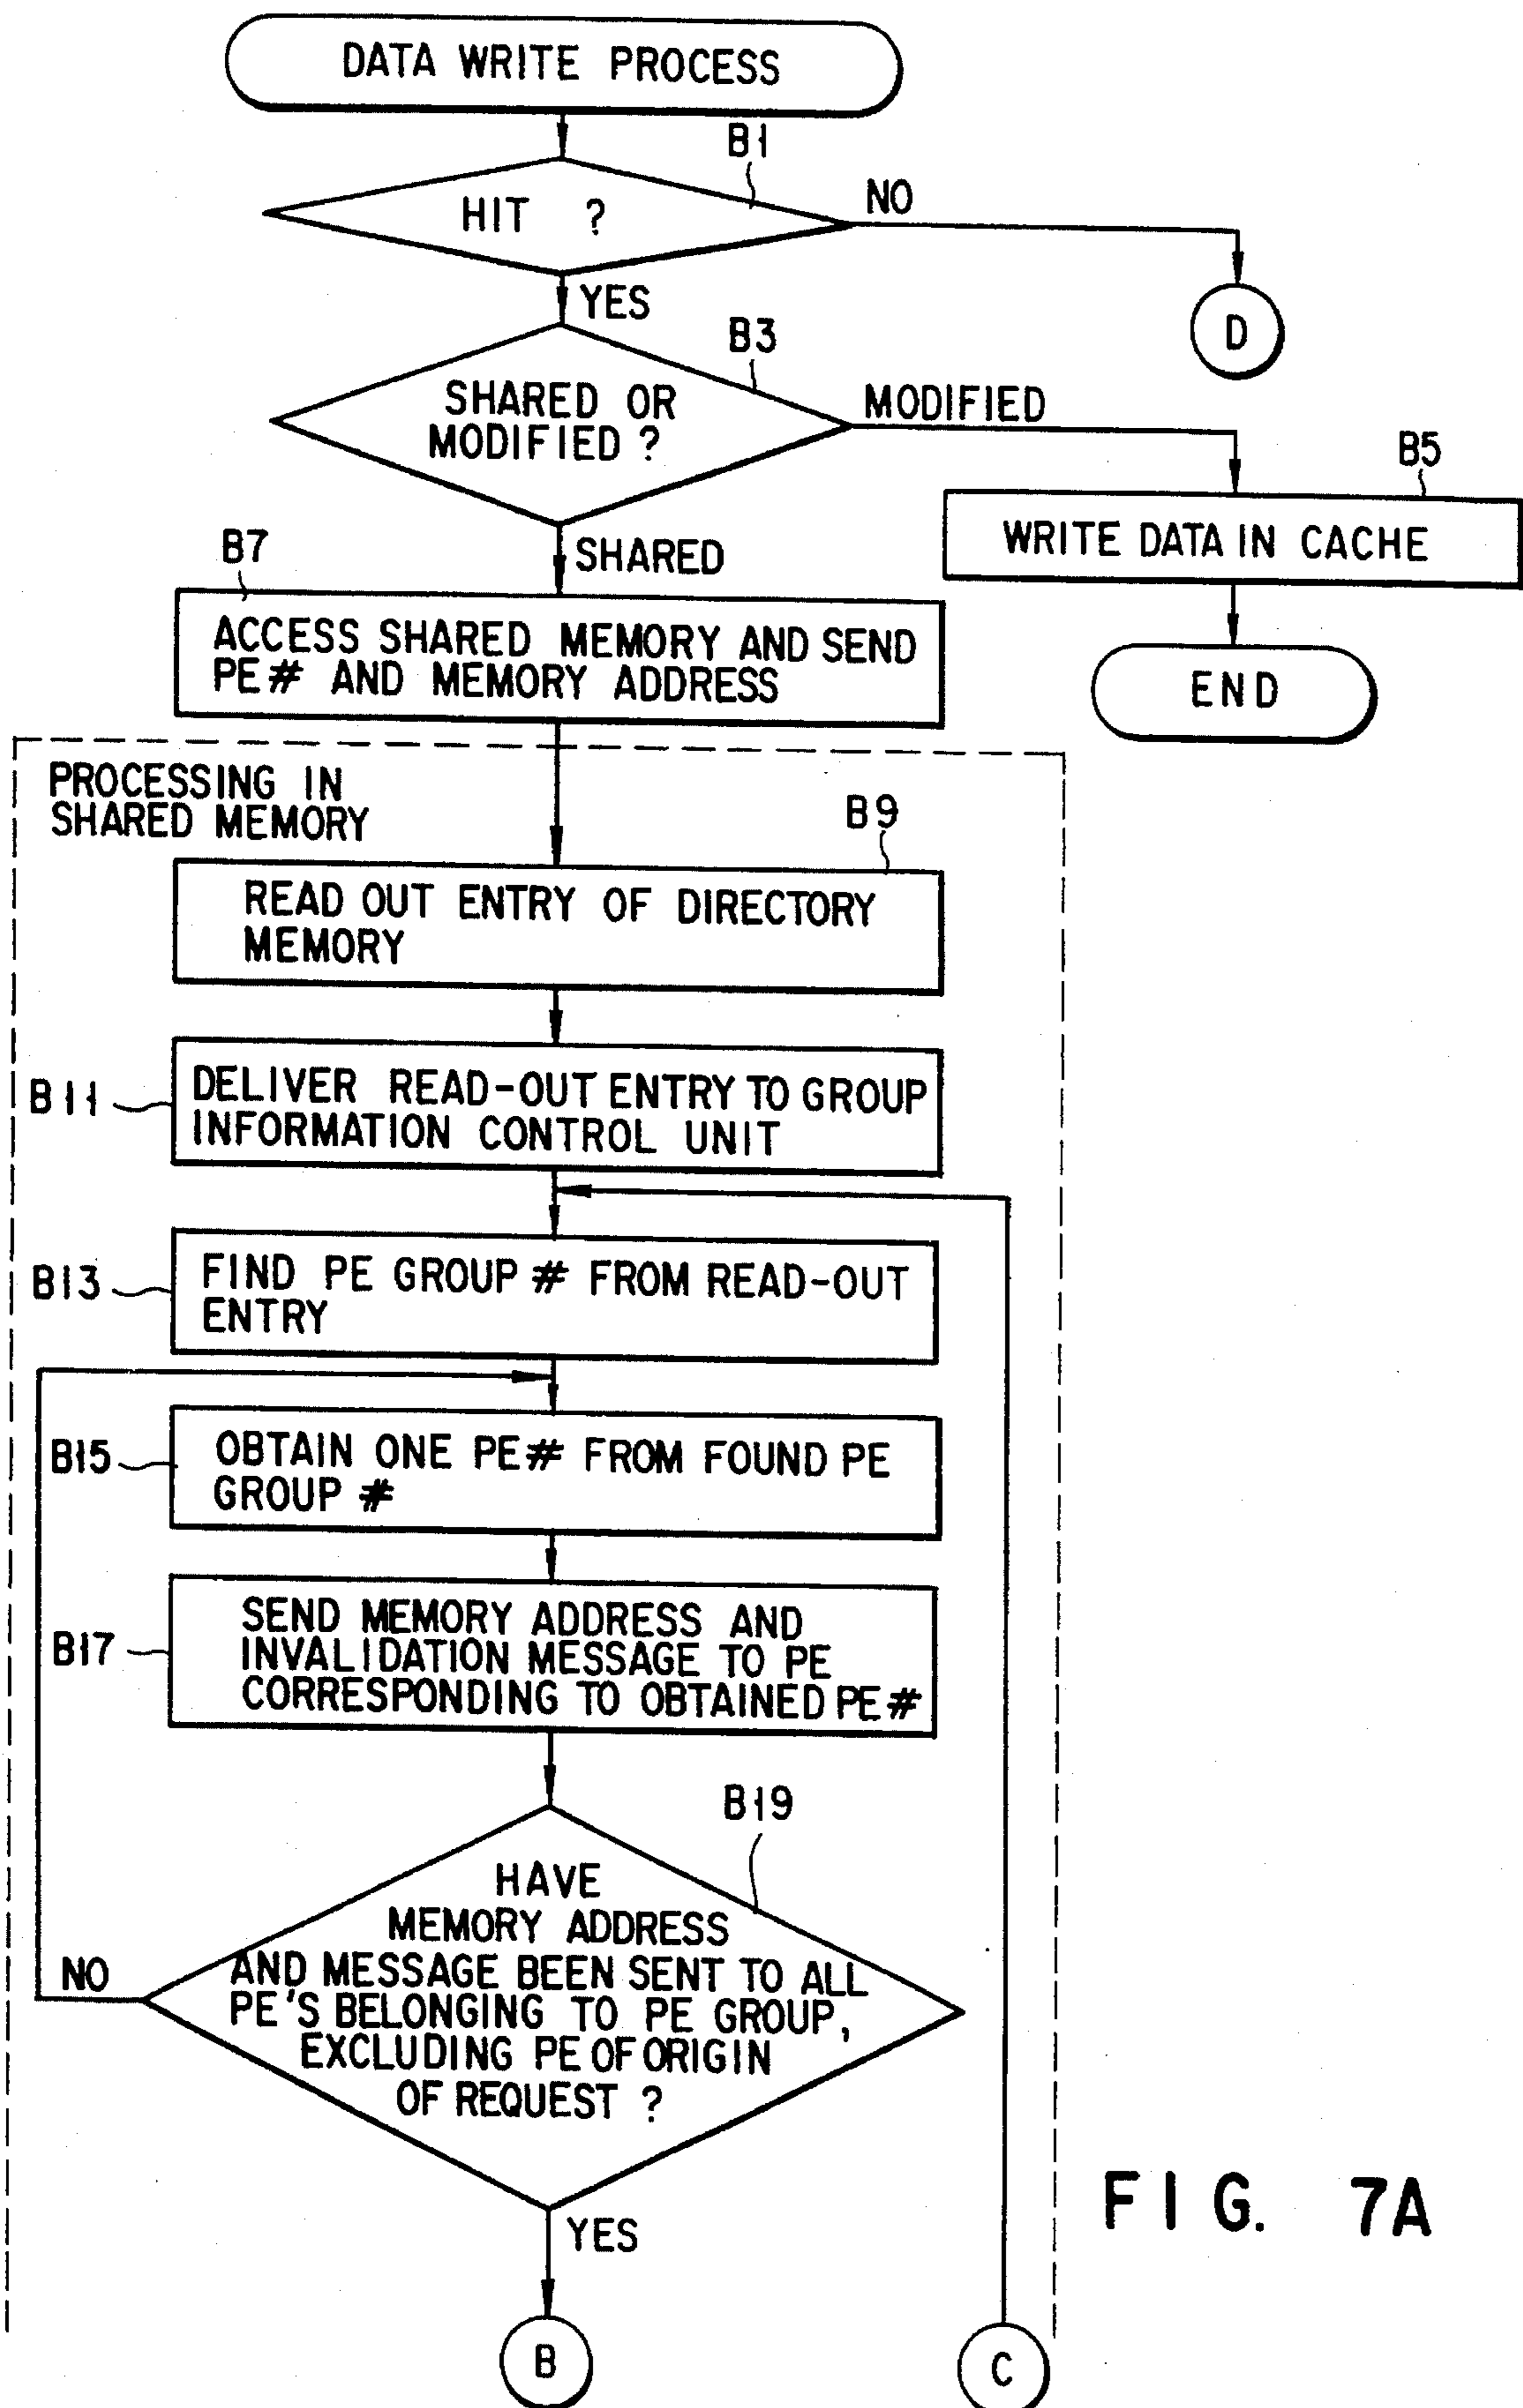 DATA WRITE PROCESS
B1
HIT ?
NO
YES
D
B3
SHARED OR
MODIFIED ?
MODIFIED
B5
WRITE DATA IN CACHE
END
SHARED
B7
ACCESS SHARED MEMORY AND SEND
PE# AND MEMORY ADDRESS
PROCESSING IN
SHARED MEMORY
B9
READ OUT ENTRY OF DIRECTORY
MEMORY
B11
DELIVER READ-OUT ENTRY TO GROUP
INFORMATION CONTROL UNIT
B13
FIND PE GROUP # FROM READ-OUT
ENTRY
B15
OBTAIN ONE PE# FROM FOUND PE
GROUP #
B17
SEND MEMORY ADDRESS AND
INVALIDATION MESSAGE TO PE
CORRESPONDING TO OBTAINED PE#
B19
HAVE
MEMORY ADDRESS
AND MESSAGE BEEN SENT TO ALL
PE'S BELONGING TO PE GROUP,
EXCLUDING PE OF ORIGIN
OF REQUEST ?
NO
YES
B
C
FIG. 7A